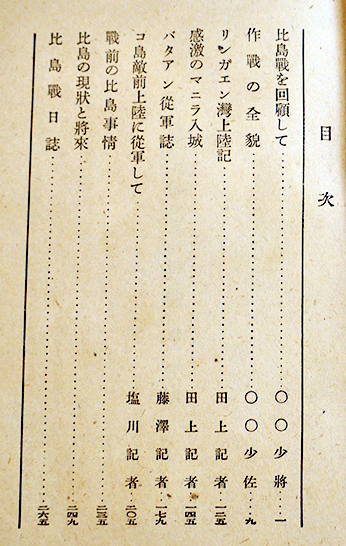 目次
比島戰を回顧して……〇〇少將……一
作戰の全貌……〇〇少佐……九
リンガエン灣上陸記……田上記者……一二五
感激のマニラ入城……田上記者……一四五
バタアン從軍誌……藤澤記者……一七九
コ島敵前上陸に從軍して……塩川記者……二〇五
戰前の比島事情……二三五
比島の現狀と將來……二四九
比島戰日誌……二六五